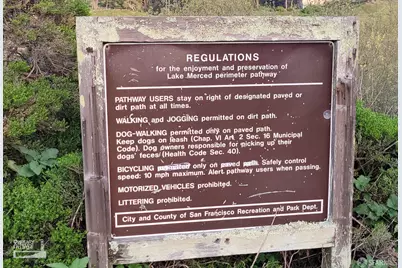 REGULATIONS
for the enjoyment and preservation of
Lake Merced perimeter pathway
PATHWAY USERS stay on right of designated paved or
dirt path at all times.
WALKING and JOGGING permitted on dirt path.
DOG-WALKING permitted only on paved path.
Keep dogs on leash (Chap. VI Art 2 Sec. 16 Municipal
Code). Dog owners responsible for picking up their
dogs' feces (Health Code Sec. 40).
BICYCLING only on paved path. Safely control
speed: 10 mph maximum. Alert pathway users when passing.
MOTORIZED VEHICLES prohibited.
LITTERING prohibited.
City and County of San Francisco Recreation and Park Dept.